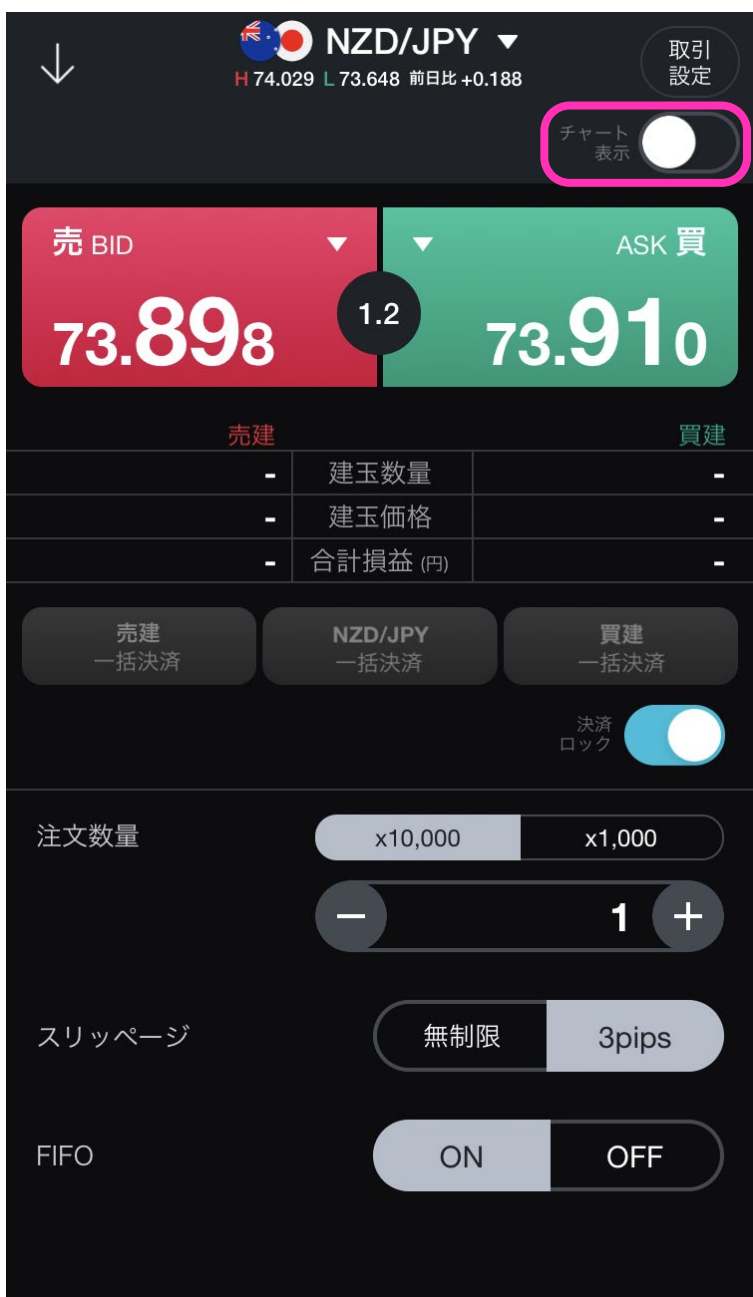 NZD/JPY ▼
H 74.029 L 73.648 前日比 +0.188
取引
設定
チャート
表示
売 BID ▼
▼ ASK 買
73.898
1.2
73.910
売建
買建
- 建玉数量 -
- 建玉価格 -
- 合計損益 (円) -
売建
一括決済
NZD/JPY
一括決済
買建
一括決済
決済
ロック
注文数量
x10,000
x1,000
− 1 +
スリッページ
無制限
3pips
FIFO
ON
OFF